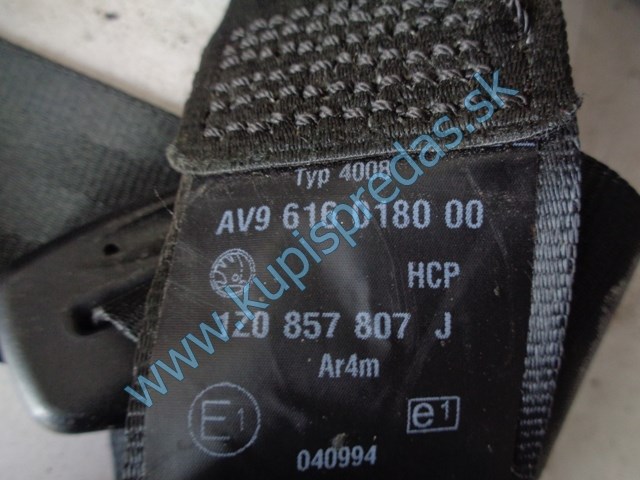 Typ 4008
AV9 616 0180 00
HCP
1Z0 857 807 J
Ar4m
E1 e1
040994
www.kupispredas.sk